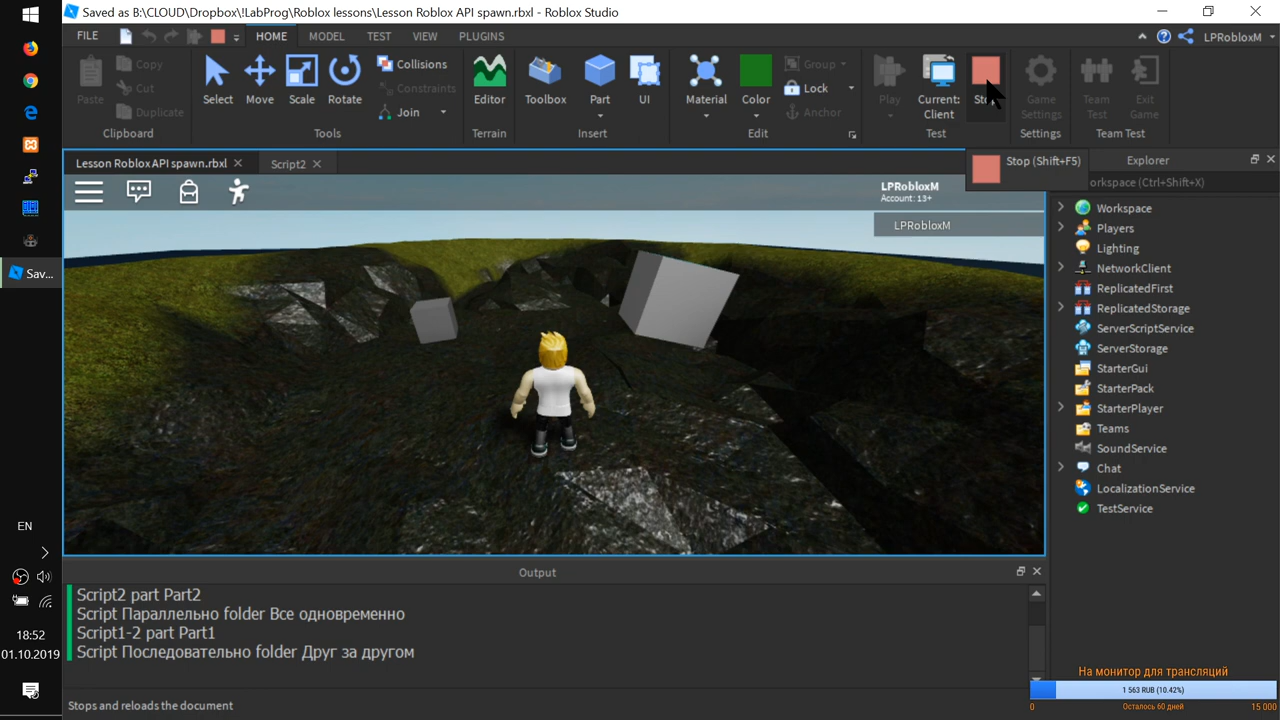 Saved as B:\CLOUD\Dropbox\!LabProg\Roblox lessons\Lesson Roblox API spawn.rbxl - Roblox Studio
FILE
HOME
MODEL
TEST
VIEW
PLUGINS
LPRobloxM
Paste
Copy
Cut
Duplicate
Clipboard
Select
Move
Scale
Rotate
Collisions
Constraints
Join
Tools
Editor
Terrain
Toolbox
Part
UI
Insert
Material
Color
Group
Lock
Anchor
Edit
Play
Current:
Client
Test
Game
Settings
Settings
Team
Test
Exit
Game
Team Test
Lesson Roblox API spawn.rbxl
Script2
Stop (Shift+F5)
Explorer
orkspace (Ctrl+Shift+X)
LPRobloxM
Account: 13+
LPRobloxM
Workspace
Players
Lighting
NetworkClient
ReplicatedFirst
ReplicatedStorage
ServerScriptService
ServerStorage
StarterGui
StarterPack
StarterPlayer
Teams
SoundService
Chat
LocalizationService
TestService
Sav...
EN
18:52
01.10.2019
Output
Script2 part Part2
Script Параллельно folder Все одновременно
Script1-2 part Part1
Script Последовательно folder Друг за другом
Stops and reloads the document
На монитор для трансляций
1 563 RUB (10.42%)
0 Осталось 60 дней 15 000